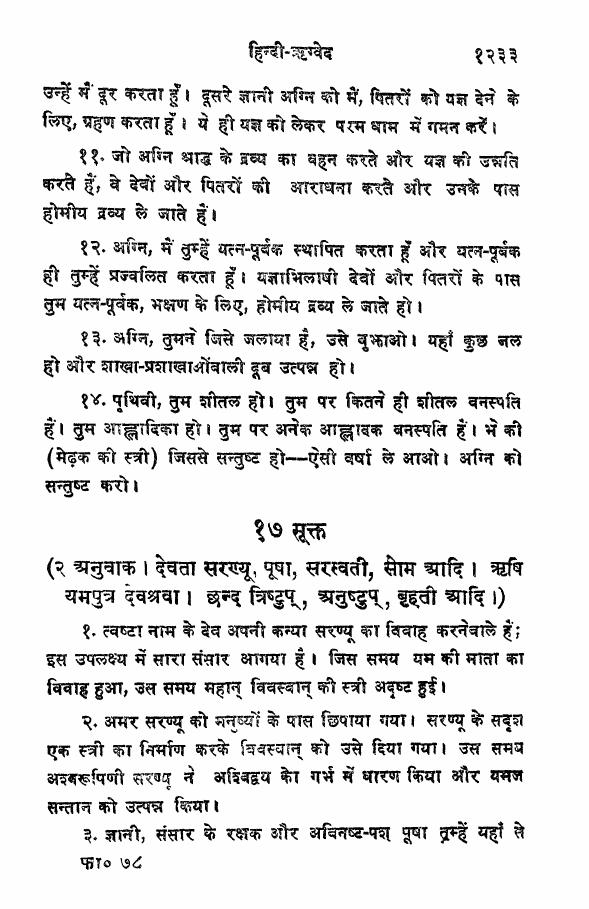 हिन्दी-ऋग्वेद १२३३
उन्हें मैं दूर करता हूँ। दूसरे ज्ञानी अग्नि को मैं, पितरों को यज्ञ देने के
लिए, ग्रहण करता हूँ। ये ही यज्ञ को लेकर परम धाम में गमन करें।
११. जो अग्नि श्राद्ध के द्रव्य का वहन करते और यज्ञ की उन्नति
करते हैं, वे देवों और पितरों की आराधना करते और उनके पास
होमीय द्रव्य ले जाते हैं।
१२. अग्नि, मैं तुम्हें यत्न-पूर्वक स्थापित करता हूँ और यत्न-पूर्वक
ही तुम्हें प्रज्वलित करता हूँ। यज्ञाभिलाषी देवों और पितरों के पास
तुम यत्न-पूर्वक, भक्षण के लिए, होमीय द्रव्य ले जाते हो।
१३. अग्नि, तुमने जिसे जलाया है, उसे बुझाओ। यहाँ कुछ जल
हो और शाखा-प्रशाखाओंवाली दूब उत्पन्न हो।
१४. पृथिवी, तुम शीतल हो। तुम पर कितने ही शीतल वनस्पति
हैं। तुम आह्लादिका हो। तुम पर अनेक आह्लादक वनस्पति हैं। भेकी
(मेढ़क की स्त्री) जिससे सन्तुष्ट हो--ऐसी वर्षा ले आओ। अग्नि को
सन्तुष्ट करो।
१७ सूक्त
(२ अनुवाक। देवता सरण्यू, पूषा, सरस्वती, सोम आदि। ऋषि
यमपुत्र देवश्रवा। छन्द त्रिष्टुप्, अनुष्टुप्, बृहती आदि।)
१. त्वष्टा नाम के देव अपनी कन्या सरण्यू का विवाह करनेवाले हैं;
इस उपलक्ष्य में सारा संसार आगया है। जिस समय यम की माता का
विवाह हुआ, उस समय महान् विवस्वान् की स्त्री अदृष्ट हुई।
२. अमर सरण्यू को मनुष्यों के पास छिपाया गया। सरण्यू के सदृश
एक स्त्री का निर्माण करके विवस्वान् को उसे दिया गया। उस समय
अश्वरूपिणी सरण्यू ने अश्विद्वय को गर्भ में धारण किया और यमज
सन्तान को उत्पन्न किया।
३. ज्ञानी, संसार के रक्षक और अविनष्ट-पशु पूषा तुम्हें यहाँ से
फा० ७८